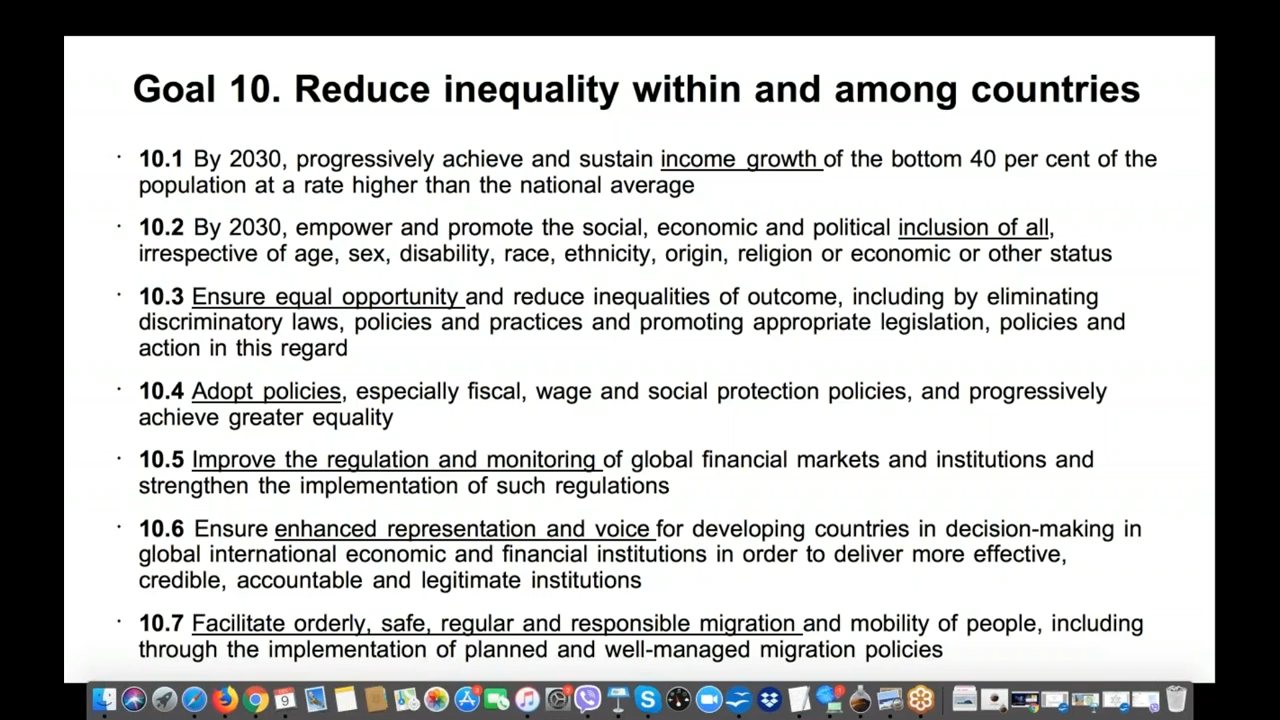 Goal 10. Reduce inequality within and among countries
· 10.1 By 2030, progressively achieve and sustain income growth of the bottom 40 per cent of the
population at a rate higher than the national average
· 10.2 By 2030, empower and promote the social, economic and political inclusion of all,
irrespective of age, sex, disability, race, ethnicity, origin, religion or economic or other status
· 10.3 Ensure equal opportunity and reduce inequalities of outcome, including by eliminating
discriminatory laws, policies and practices and promoting appropriate legislation, policies and
action in this regard
· 10.4 Adopt policies, especially fiscal, wage and social protection policies, and progressively
achieve greater equality
· 10.5 Improve the regulation and monitoring of global financial markets and institutions and
strengthen the implementation of such regulations
· 10.6 Ensure enhanced representation and voice for developing countries in decision-making in
global international economic and financial institutions in order to deliver more effective,
credible, accountable and legitimate institutions
· 10.7 Facilitate orderly, safe, regular and responsible migration and mobility of people, including
through the implementation of planned and well-managed migration policies
9